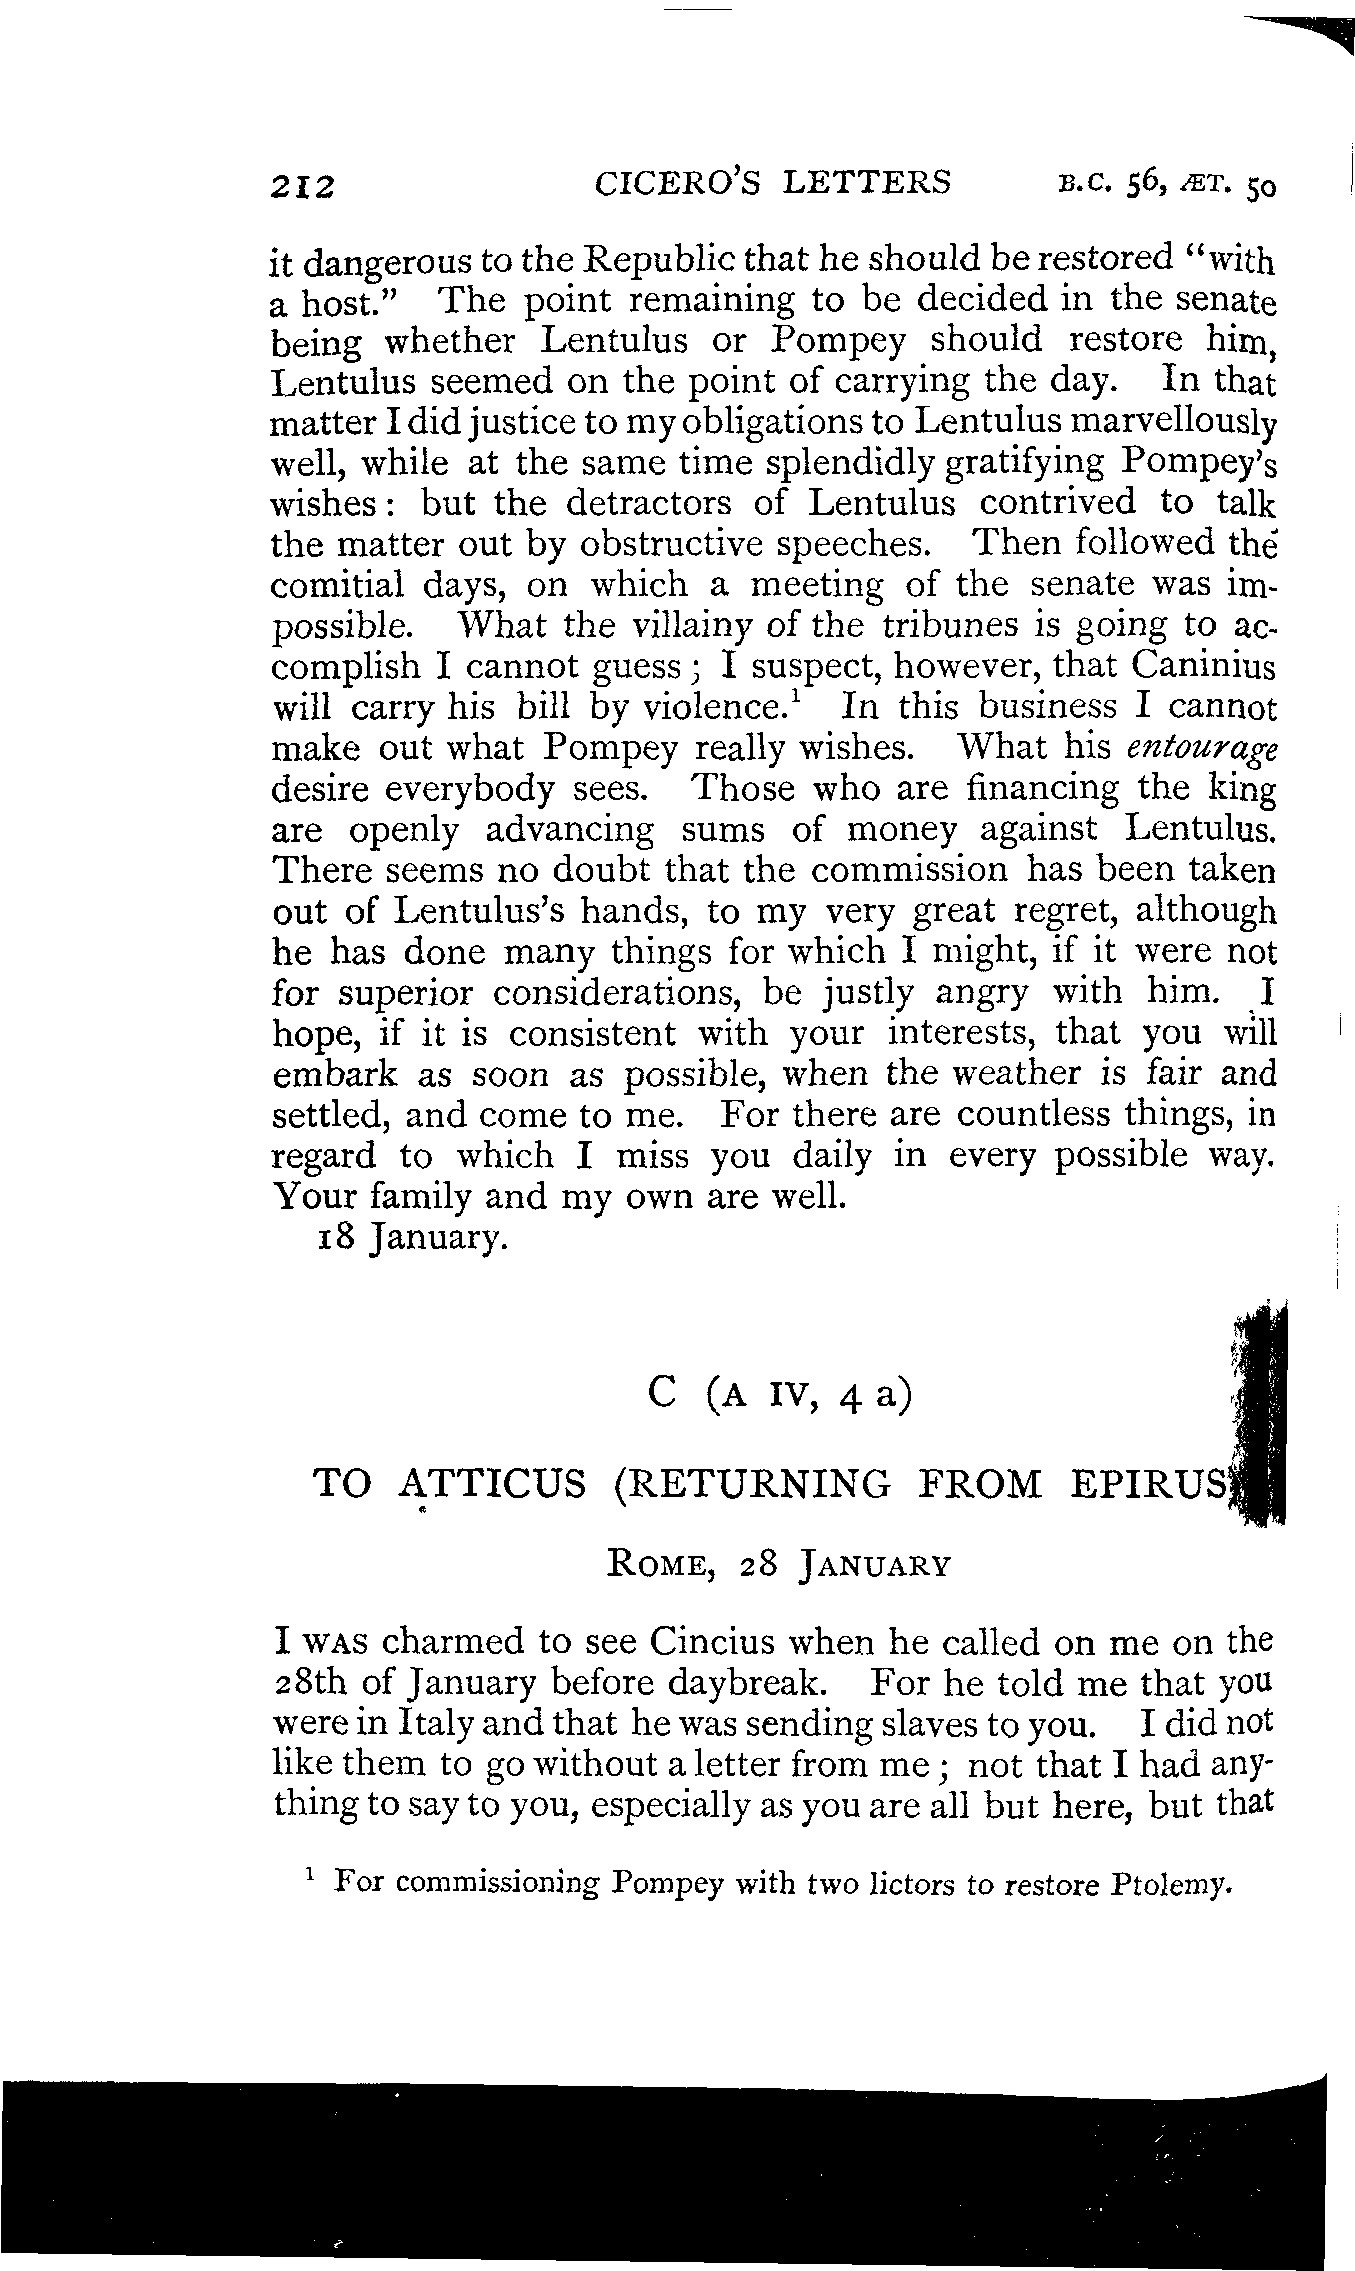 212 CICERO'S LETTERS B.C. 56, ÆT. 50
it dangerous to the Republic that he should be restored “with
a host.” The point remaining to be decided in the senate
being whether Lentulus or Pompey should restore him,
Lentulus seemed on the point of carrying the day. In that
matter I did justice to my obligations to Lentulus marvellously
well, while at the same time splendidly gratifying Pompey's
wishes: but the detractors of Lentulus contrived to talk
the matter out by obstructive speeches. Then followed the
comitial days, on which a meeting of the senate was im-
possible. What the villainy of the tribunes is going to ac-
complish I cannot guess; I suspect, however, that Caninius
will carry his bill by violence.¹ In this business I cannot
make out what Pompey really wishes. What his entourage
desire everybody sees. Those who are financing the king
are openly advancing sums of money against Lentulus.
There seems no doubt that the commission has been taken
out of Lentulus's hands, to my very great regret, although
he has done many things for which I might, if it were not
for superior considerations, be justly angry with him. I
hope, if it is consistent with your interests, that you will
embark as soon as possible, when the weather is fair and
settled, and come to me. For there are countless things, in
regard to which I miss you daily in every possible way.
Your family and my own are well.
18 January.
C (A IV, 4 a)
TO ATTICUS (RETURNING FROM EPIRUS)
ROME, 28 JANUARY
I WAS charmed to see Cincius when he called on me on the
28th of January before daybreak. For he told me that you
were in Italy and that he was sending slaves to you. I did not
like them to go without a letter from me; not that I had any-
thing to say to you, especially as you are all but here, but that
¹ For commissioning Pompey with two lictors to restore Ptolemy.